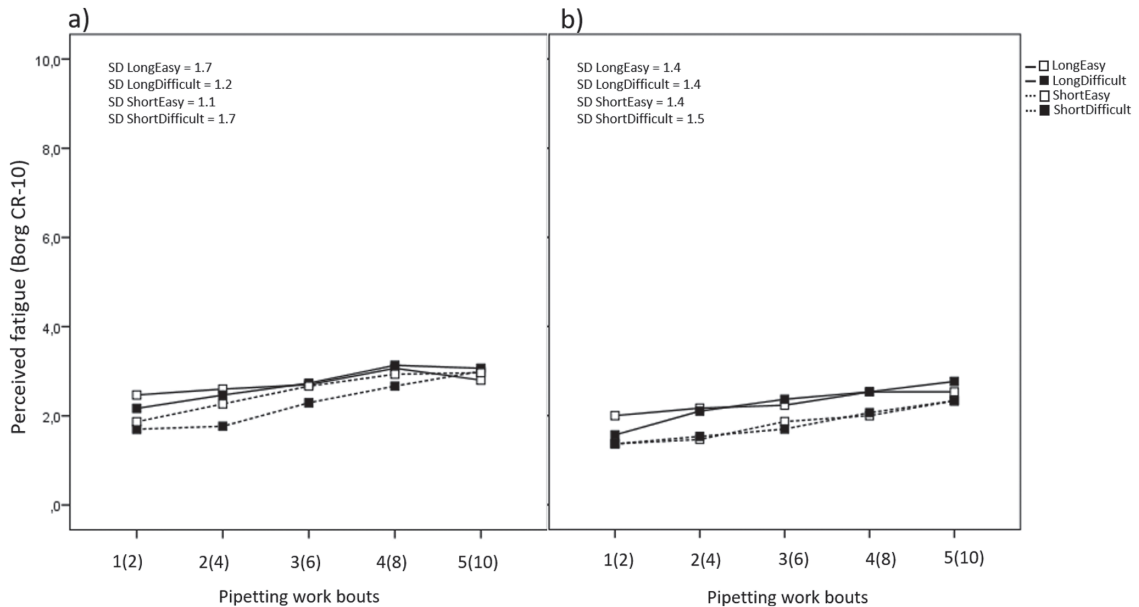 a)
b)
SD LongEasy = 1.7
SD LongDifficult = 1.2
SD ShortEasy = 1.1
SD ShortDifficult = 1.7
SD LongEasy = 1.4
SD LongDifficult = 1.4
SD ShortEasy = 1.4
SD ShortDifficult = 1.5
LongEasy
LongDifficult
ShortEasy
ShortDifficult
Perceived fatigue (Borg CR-10)
10,0
8,0
6,0
4,0
2,0
,0
1(2) 2(4) 3(6) 4(8) 5(10)
Pipetting work bouts
1(2) 2(4) 3(6) 4(8) 5(10)
Pipetting work bouts